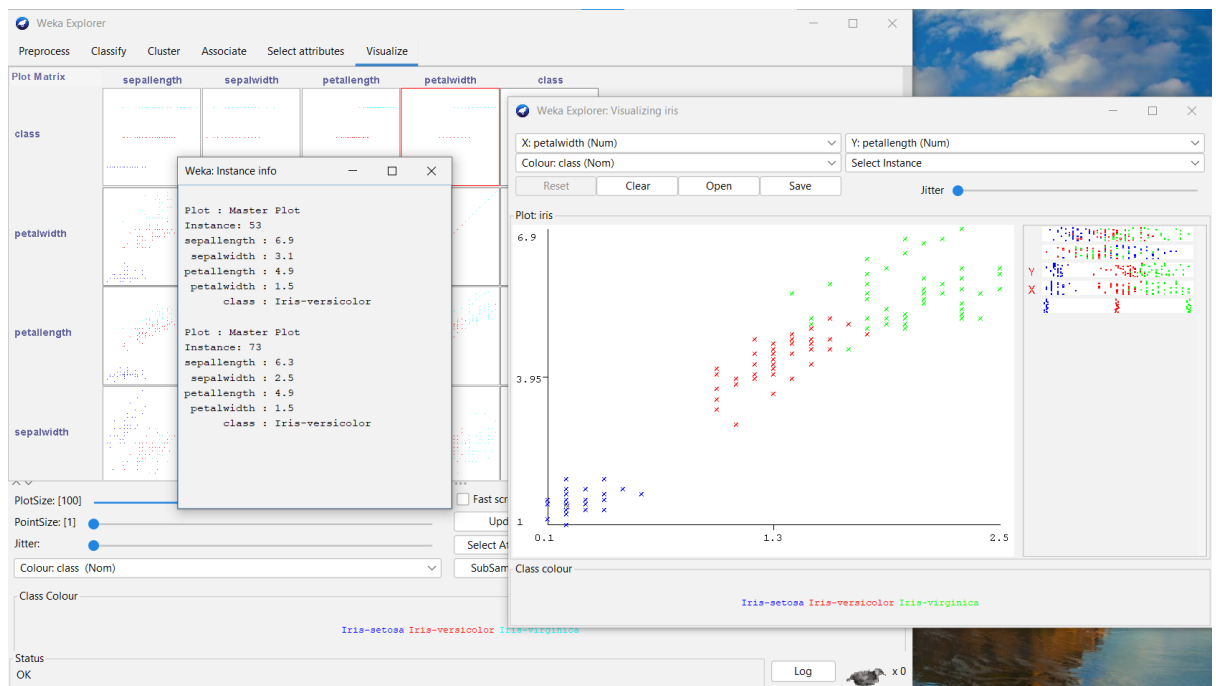 Weka Explorer
Preprocess Classify Cluster Associate Select attributes Visualize
Plot Matrix sepallength sepalwidth petallength petalwidth class
class
petalwidth
petallength
sepalwidth
PlotSize: [100]
PointSize: [1]
Jitter:
Fast scr
Upd
Select At
SubSam
Colour: class (Nom)
Class Colour
Iris-setosa Iris-versicolor Iris-virginica
Status
OK
Log
x 0
Weka: Instance info
Plot : Master Plot
Instance: 53
sepallength : 6.9
sepalwidth : 3.1
petallength : 4.9
petalwidth : 1.5
class : Iris-versicolor
Plot : Master Plot
Instance: 73
sepallength : 6.3
sepalwidth : 2.5
petallength : 4.9
petalwidth : 1.5
class : Iris-versicolor
Weka Explorer: Visualizing iris
X: petalwidth (Num) Y: petallength (Num)
Colour: class (Nom) Select Instance
Reset Clear Open Save Jitter
Plot: iris
6.9
3.95
1
0.1 1.3 2.5
Y
X
Class colour
Iris-setosa Iris-versicolor Iris-virginica